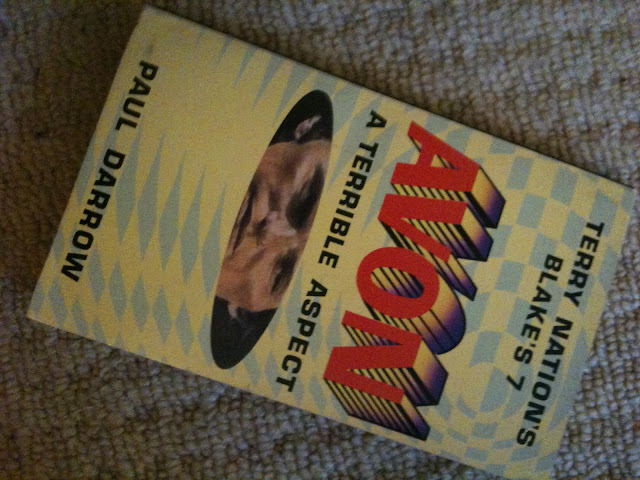 TERRY NATION'S
BLAKE'S 7
AVON
A TERRIBLE ASPECT
PAUL DARROW